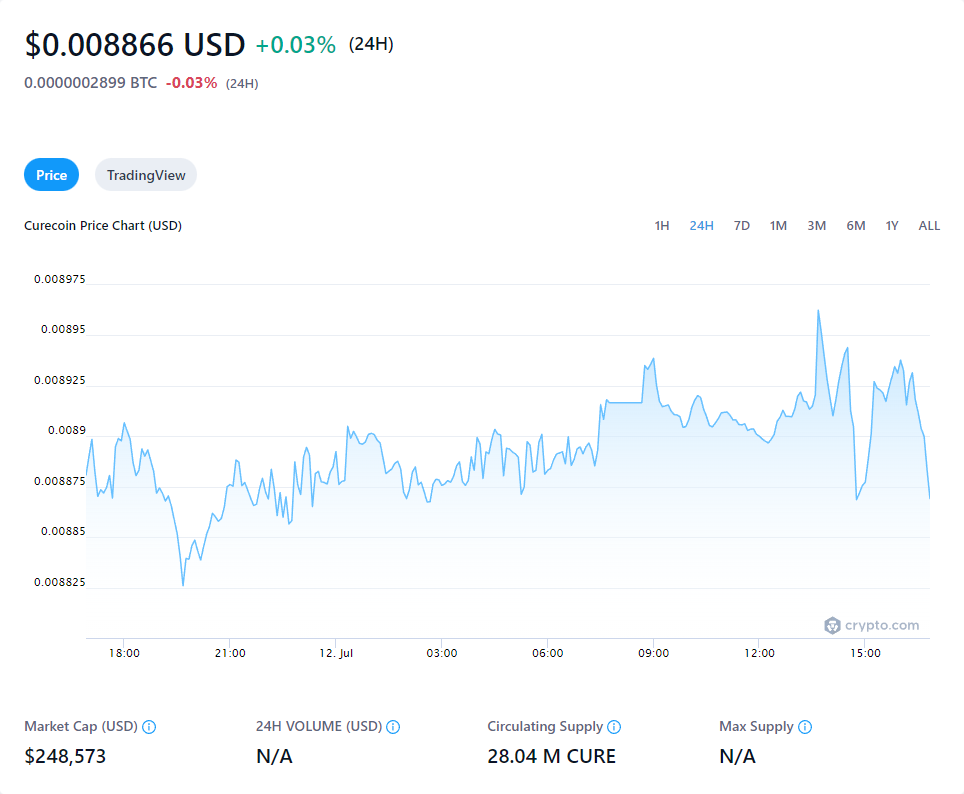 $0.008866 USD +0.03% (24H)
0.0000002899 BTC -0.03% (24H)
Price TradingView
Curecoin Price Chart (USD) 1H 24H 7D 1M 3M 6M 1Y ALL
0.008975
0.00895
0.008925
0.0089
0.008875
0.00885
0.008825
crypto.com
18:00 21:00 12. Jul 03:00 06:00 09:00 12:00 15:00
Market Cap (USD) 24H VOLUME (USD) Circulating Supply Max Supply
$248,573 N/A 28.04 M CURE N/A